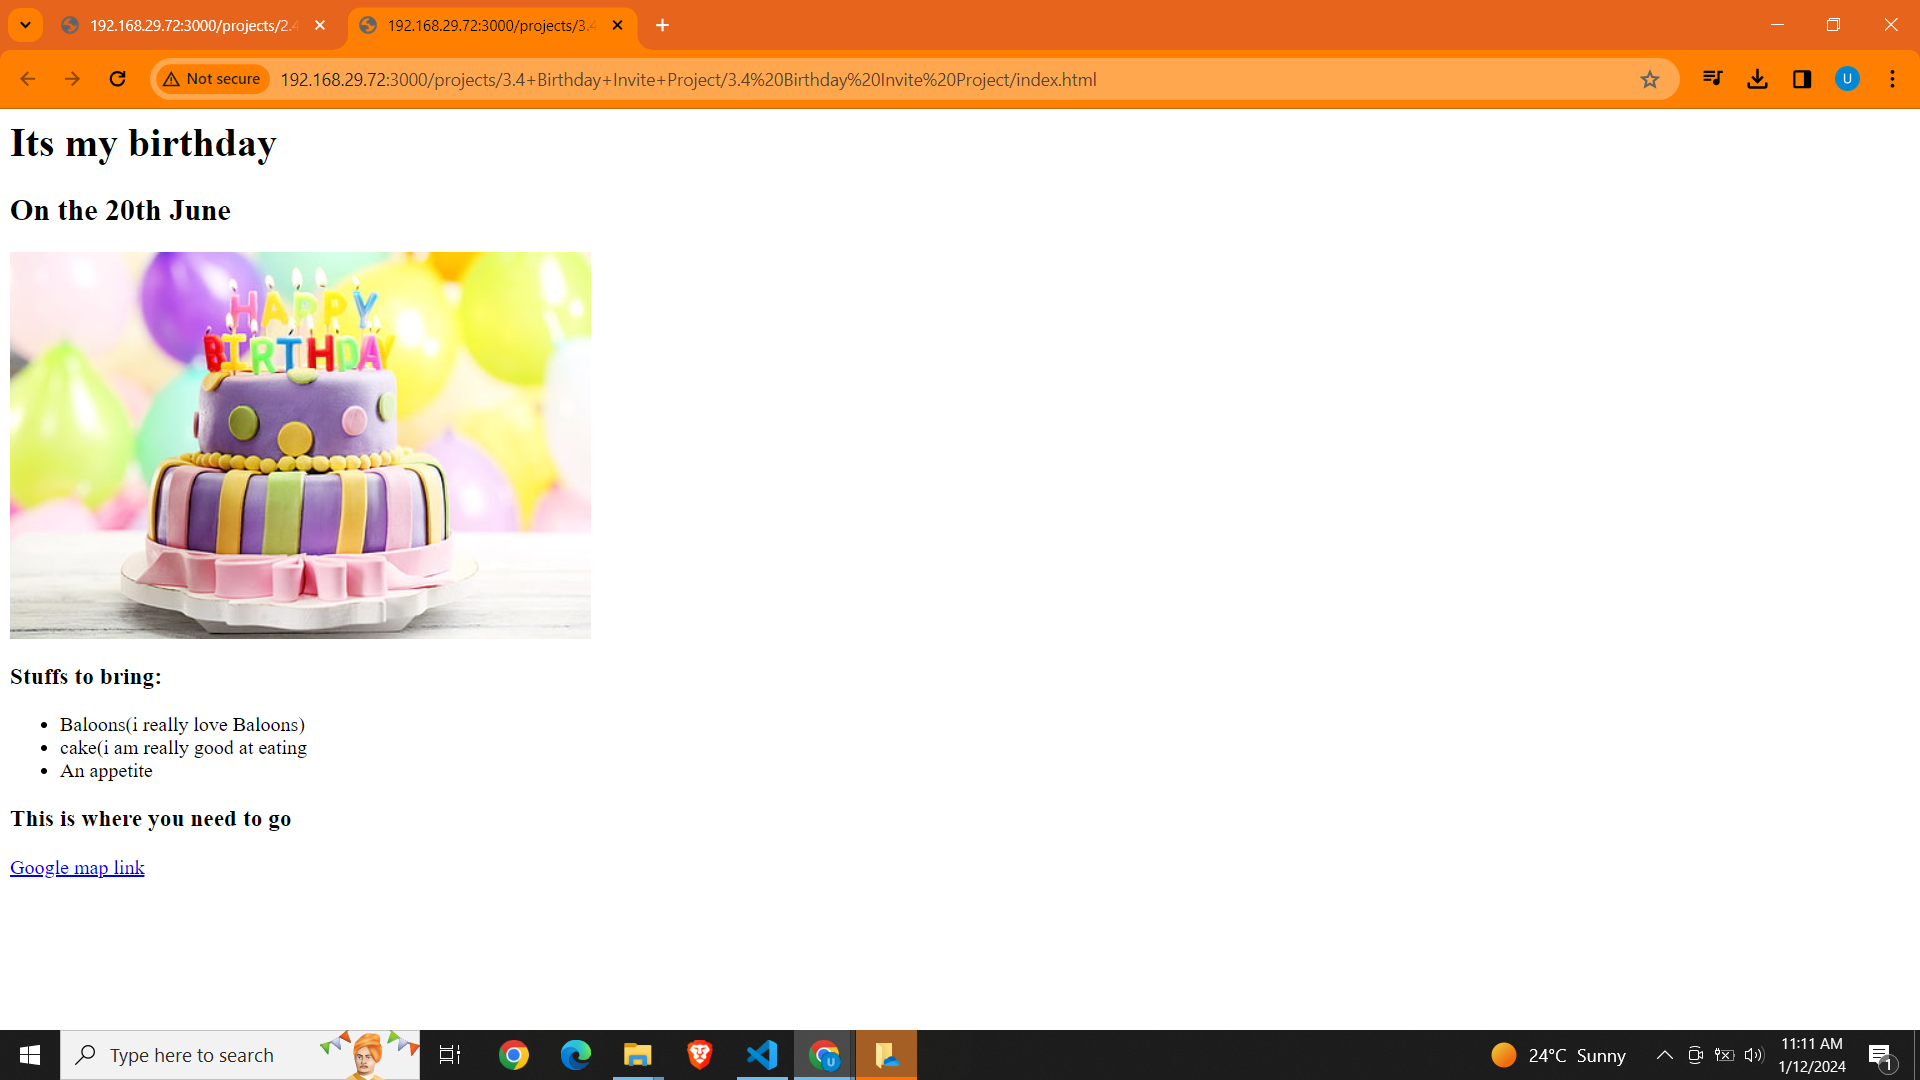 192.168.29.72:3000/projects/2.4
192.168.29.72:3000/projects/3.4
Not secure
192.168.29.72:3000/projects/3.4+Birthday+Invite+Project/3.4%20Birthday%20Invite%20Project/index.html
U
Its my birthday
On the 20th June
HAPPY
BIRTHDAY
Stuffs to bring:
Baloons(i really love Baloons)
cake(i am really good at eating
An appetite
This is where you need to go
Google map link
Type here to search
U
24°C Sunny
11:11 AM
1/12/2024
1